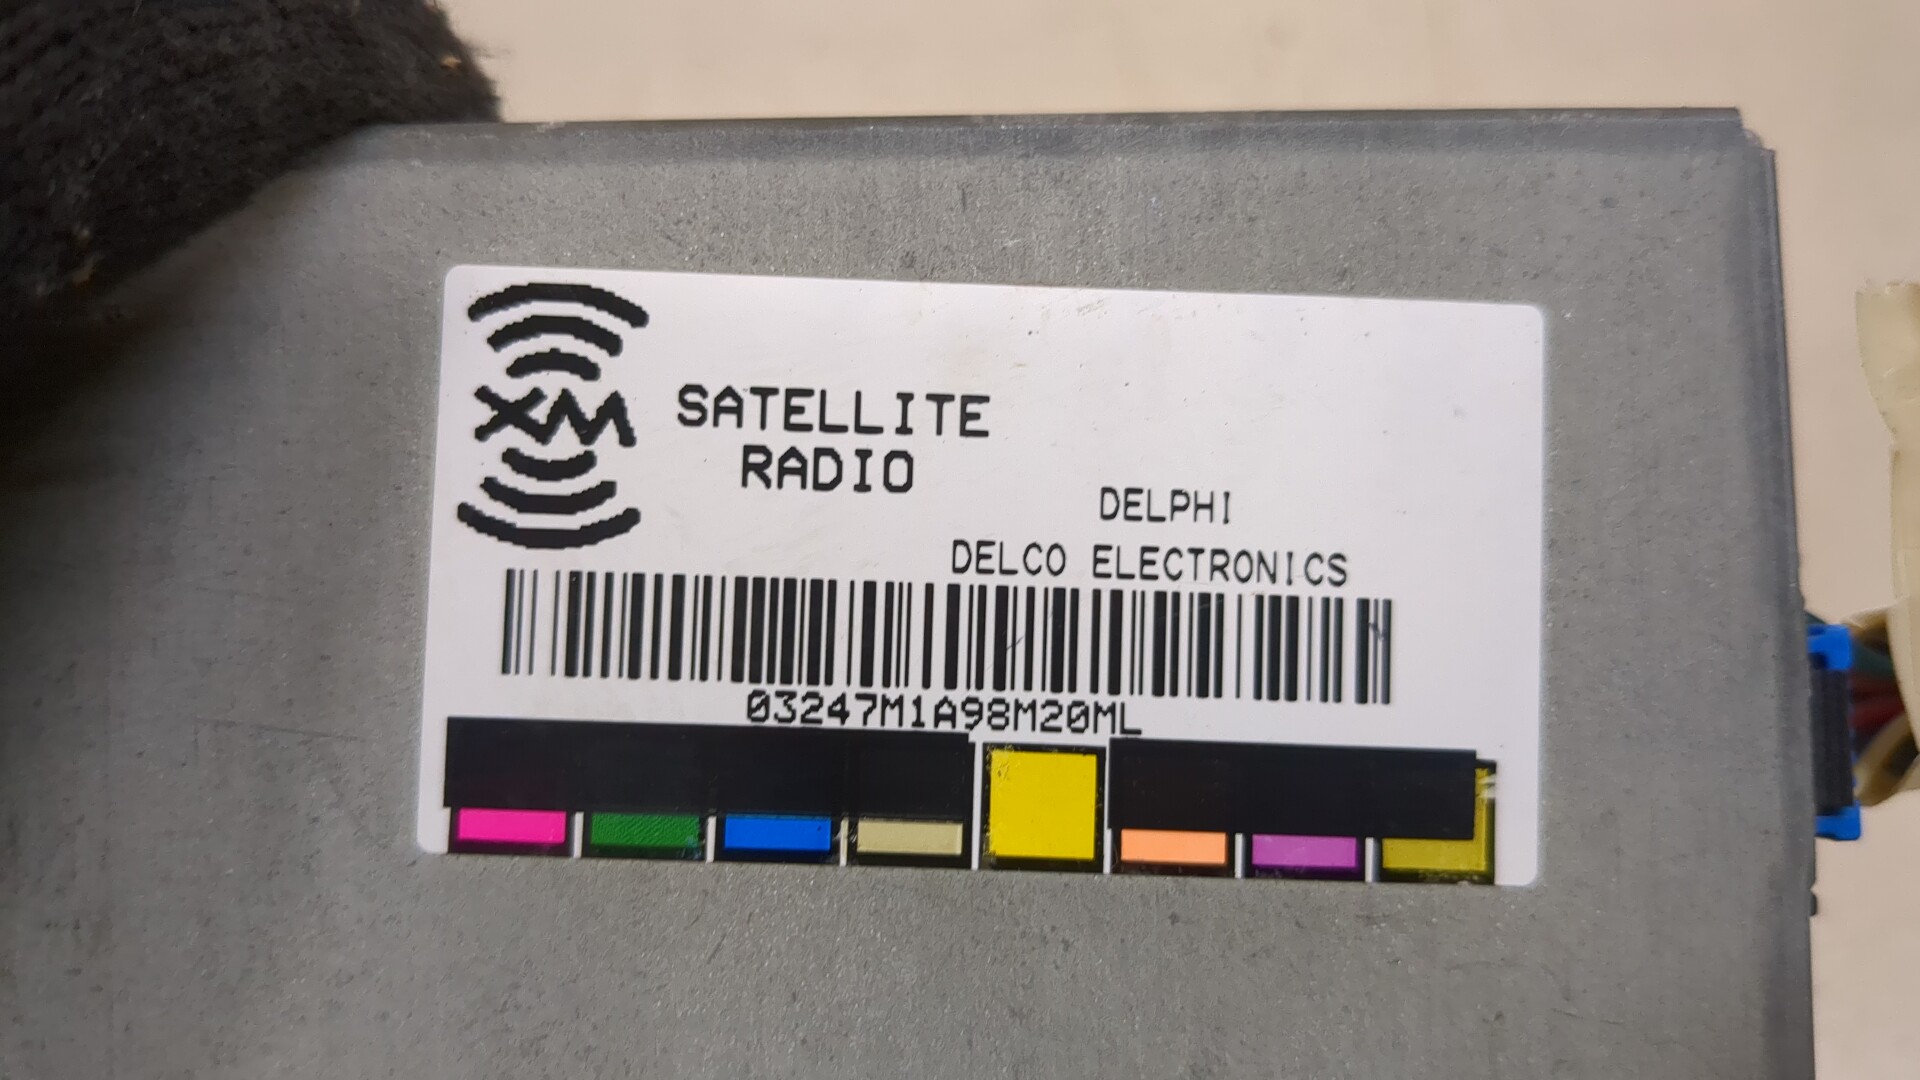 XM
SATELLITE
RADIO
DELPHI
DELCO ELECTRONICS
03247M1A98M20ML